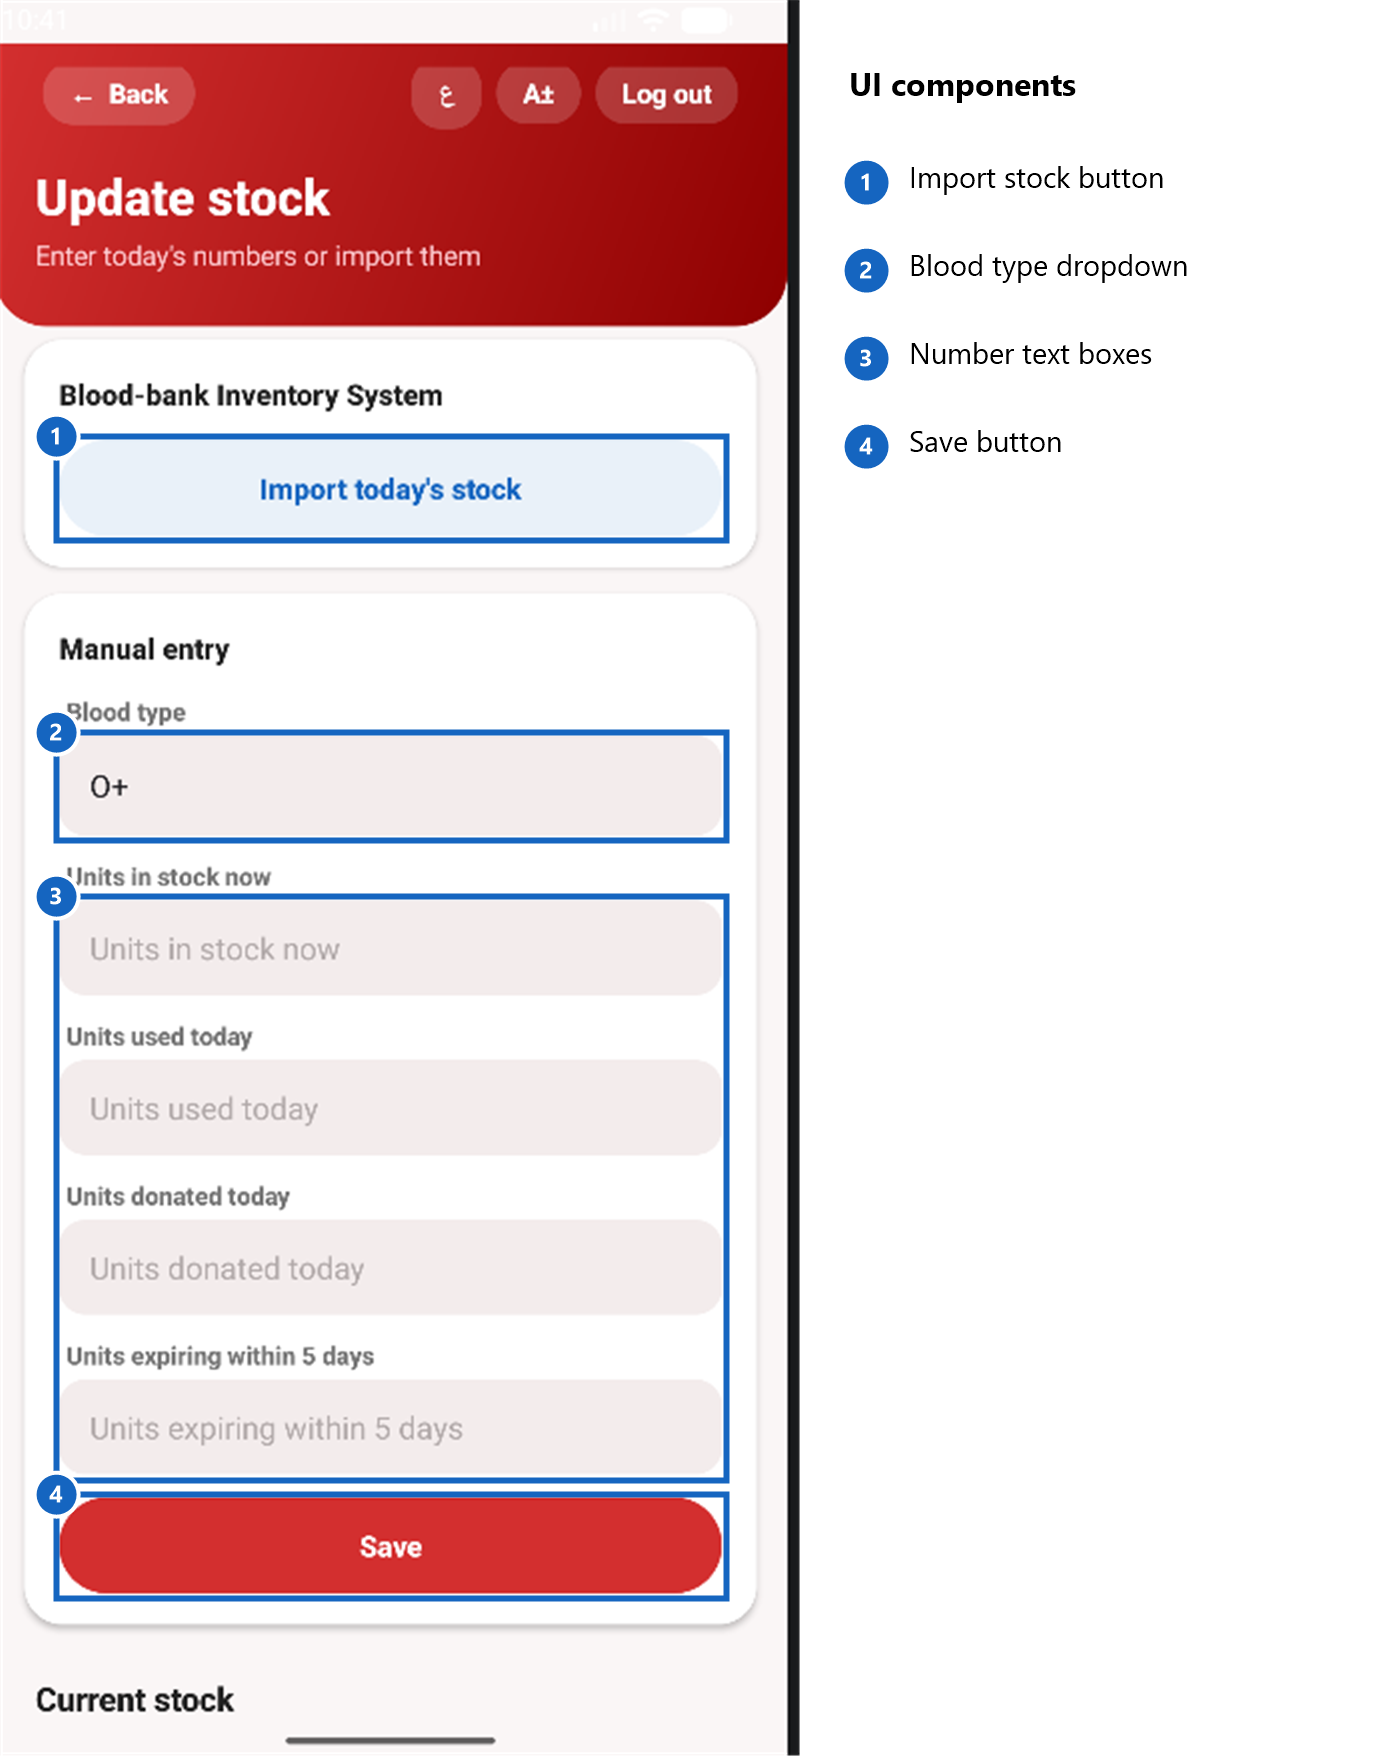 10:41
← Back
ع
A±
Log out
Update stock
Enter today's numbers or import them
Blood-bank Inventory System
1
Import today's stock
Manual entry
Blood type
2
O+
Units in stock now
3
Units in stock now
Units used today
Units used today
Units donated today
Units donated today
Units expiring within 5 days
Units expiring within 5 days
4
Save
Current stock
UI components
1 Import stock button
2 Blood type dropdown
3 Number text boxes
4 Save button